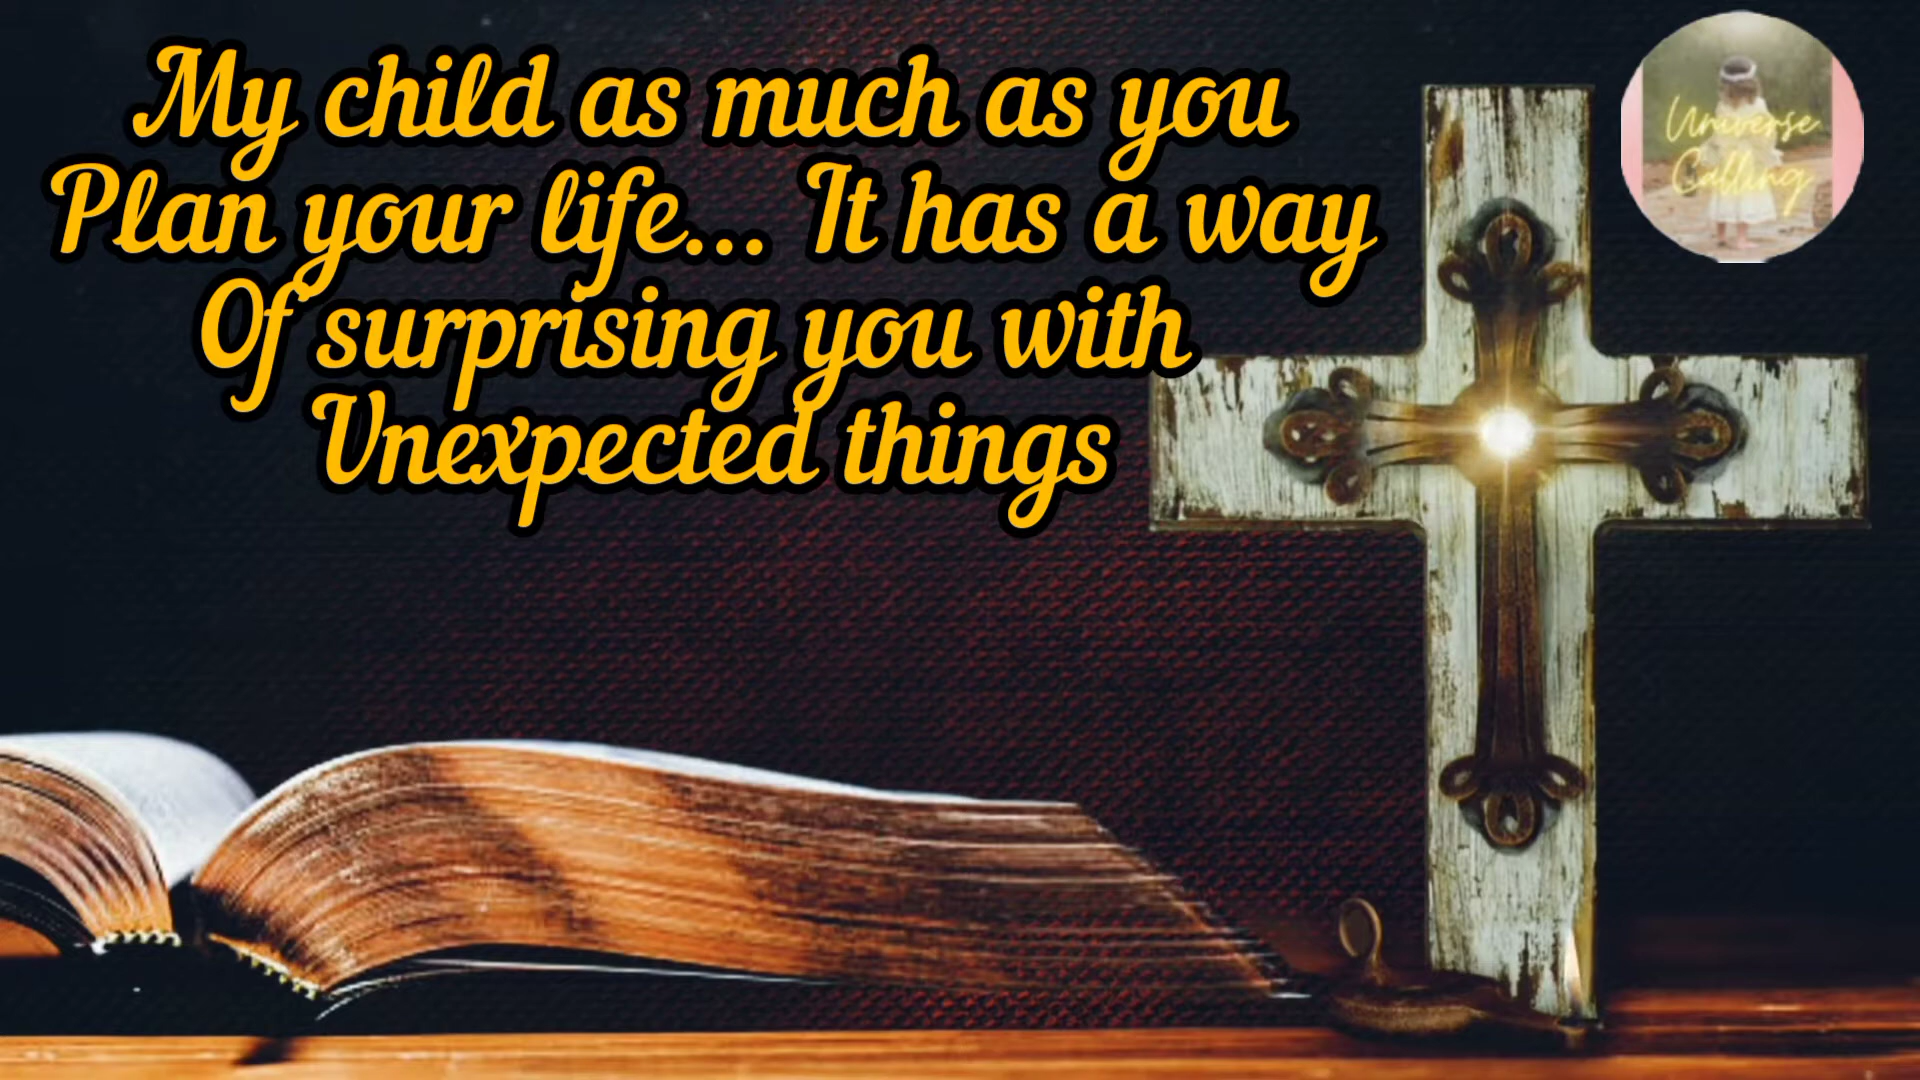 My child as much as you
Plan your life... It has a way
Of surprising you with
Unexpected things
Universe
Calling